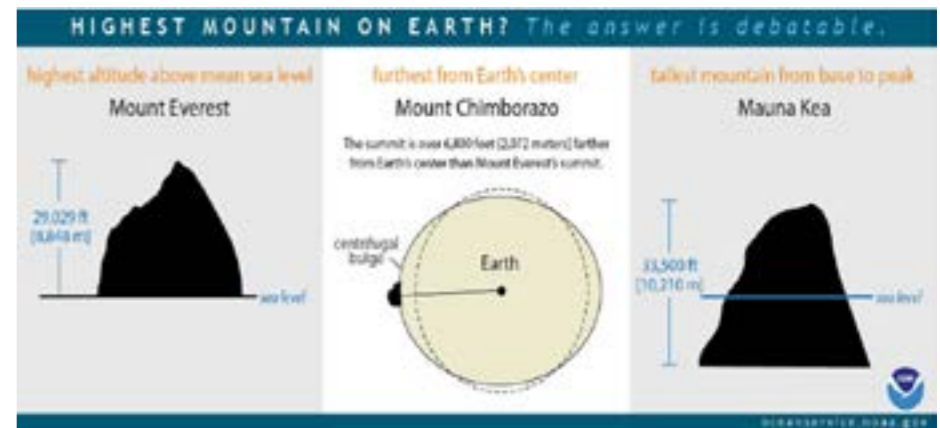 HIGHEST MOUNTAIN ON EARTH? The answer is debatable.
highest altitude above mean sea level
Mount Everest
29,029 ft
[8,848 m]
sea level
furthest from Earth's center
Mount Chimborazo
The summit is over 6,800 feet [2,072 meters] farther
from Earth's center than Mount Everest's summit.
centrifugal
bulge
Earth
tallest mountain from base to peak
Mauna Kea
33,500 ft
[10,210 m]
sea level
oceanservice.noaa.gov